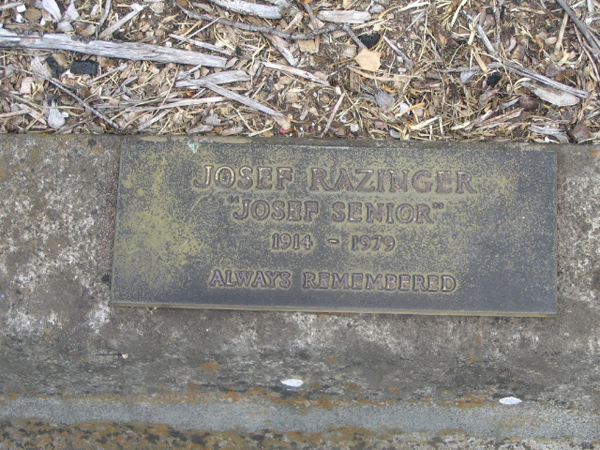 JOSEF RAZINGER
"JOSEF SENIOR"
1914 - 1979
ALWAYS REMEMBERED